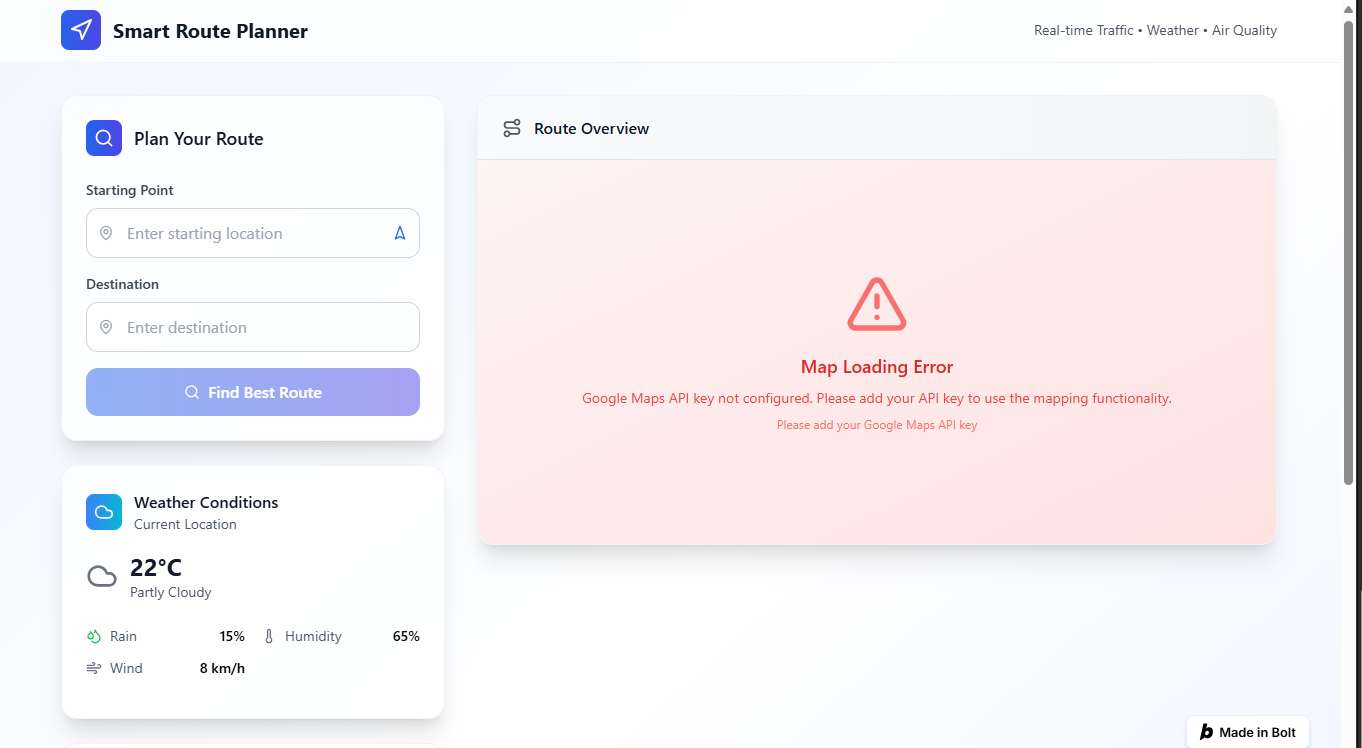 Smart Route Planner
Real-time Traffic • Weather • Air Quality
Plan Your Route
Starting Point
Enter starting location
Destination
Enter destination
Find Best Route
Route Overview
Map Loading Error
Google Maps API key not configured. Please add your API key to use the mapping functionality.
Please add your Google Maps API key
Weather Conditions
Current Location
22°C
Partly Cloudy
Rain 15% Humidity 65%
Wind 8 km/h
b Made in Bolt